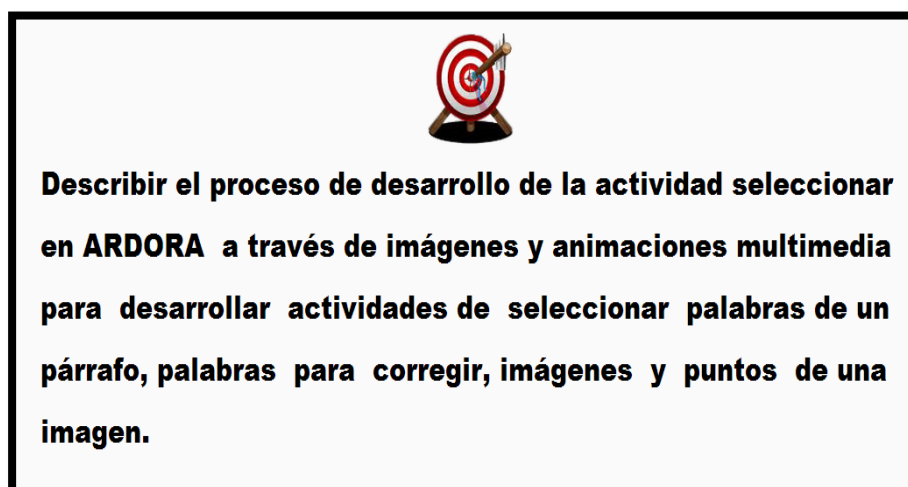 Describir el proceso de desarrollo de la actividad seleccionar
en ARDORA a través de imágenes y animaciones multimedia
para desarrollar actividades de seleccionar palabras de un
párrafo, palabras para corregir, imágenes y puntos de una
imagen.